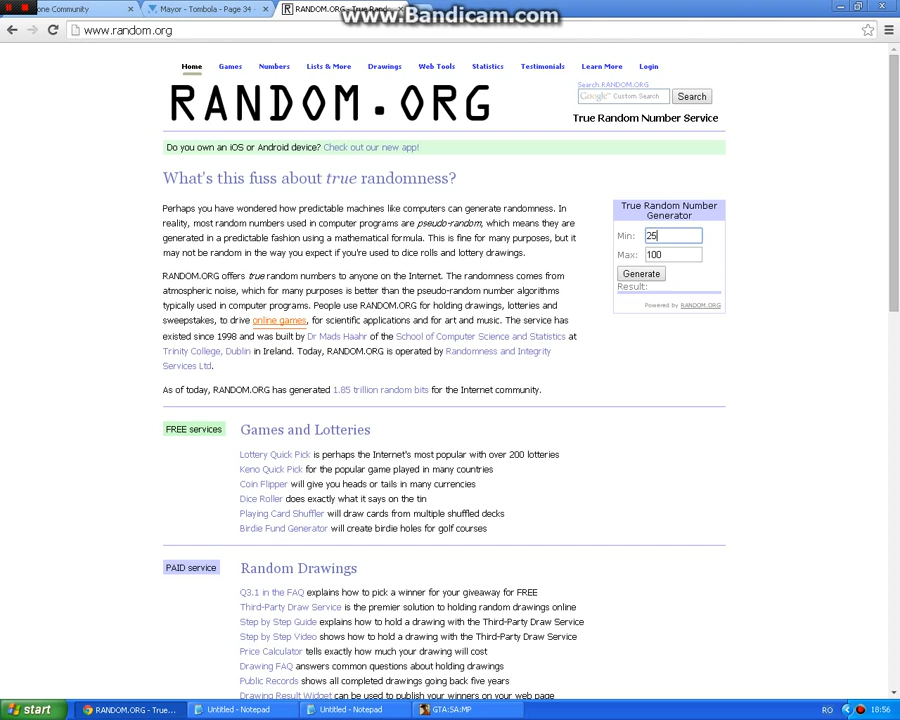 one Community
Mayor - Tombola - Page 34
RANDOM.ORG - True Rando
www.Bandicam.com
www.random.org
Home Games Numbers Lists & More Drawings Web Tools Statistics Testimonials Learn More Login
RANDOM.ORG
Search RANDOM.ORG
Google™ Custom Search
Search
True Random Number Service
Do you own an iOS or Android device? Check out our new app!
What's this fuss about true randomness?
Perhaps you have wondered how predictable machines like computers can generate randomness. In
reality, most random numbers used in computer programs are pseudo-random, which means they are
generated in a predictable fashion using a mathematical formula. This is fine for many purposes, but it
may not be random in the way you expect if you're used to dice rolls and lottery drawings.
RANDOM.ORG offers true random numbers to anyone on the Internet. The randomness comes from
atmospheric noise, which for many purposes is better than the pseudo-random number algorithms
typically used in computer programs. People use RANDOM.ORG for holding drawings, lotteries and
sweepstakes, to drive online games, for scientific applications and for art and music. The service has
existed since 1998 and was built by Dr Mads Haahr of the School of Computer Science and Statistics at
Trinity College, Dublin in Ireland. Today, RANDOM.ORG is operated by Randomness and Integrity
Services Ltd.
As of today, RANDOM.ORG has generated 1.85 trillion random bits for the Internet community.
True Random Number
Generator
Min: 25
Max: 100
Generate
Result:
Powered by RANDOM.ORG
FREE services
Games and Lotteries
Lottery Quick Pick is perhaps the Internet's most popular with over 200 lotteries
Keno Quick Pick for the popular game played in many countries
Coin Flipper will give you heads or tails in many currencies
Dice Roller does exactly what it says on the tin
Playing Card Shuffler will draw cards from multiple shuffled decks
Birdie Fund Generator will create birdie holes for golf courses
PAID service
Random Drawings
Q3.1 in the FAQ explains how to pick a winner for your giveaway for FREE
Third-Party Draw Service is the premier solution to holding random drawings online
Step by Step Guide explains how to hold a drawing with the Third-Party Draw Service
Step by Step Video shows how to hold a drawing with the Third-Party Draw Service
Price Calculator tells exactly how much your drawing will cost
Drawing FAQ answers common questions about holding drawings
Public Records shows all completed drawings going back five years
Drawing Result Widget can be used to publish your winners on your web page
start
RANDOM.ORG - True...
Untitled - Notepad
Untitled - Notepad
GTA:SA:MP
RO
18:56